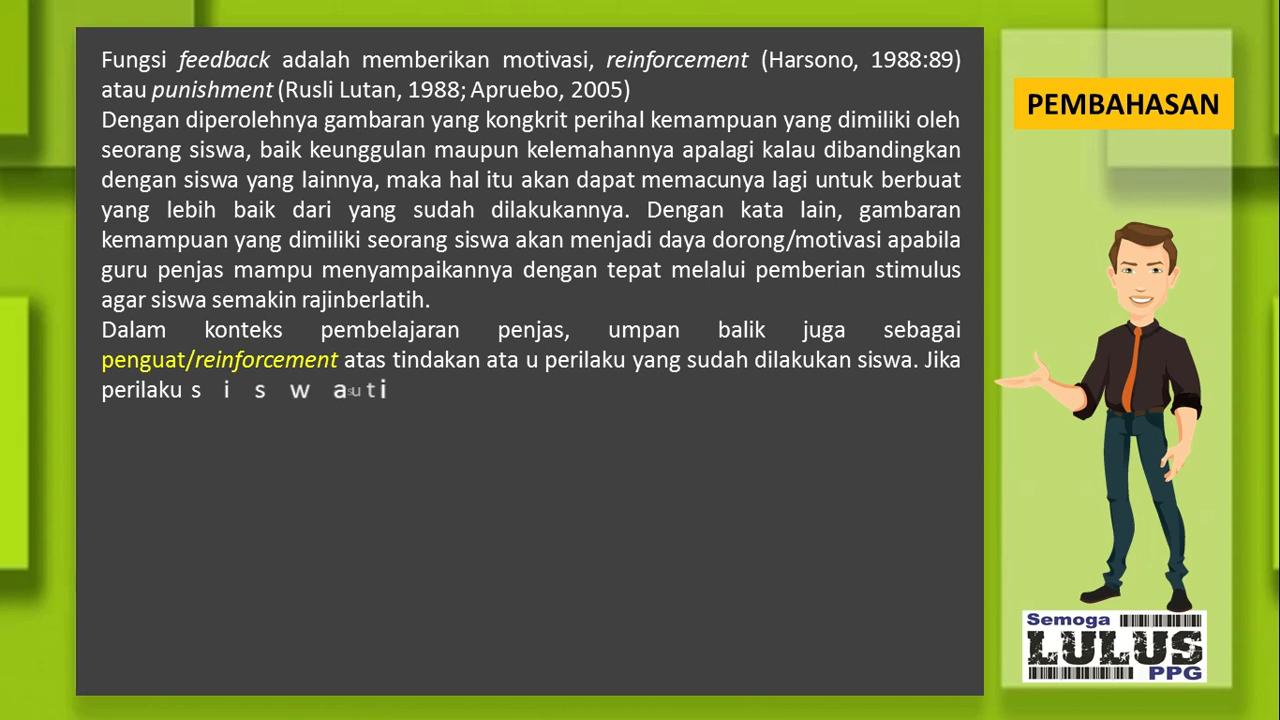 Fungsi feedback adalah memberikan motivasi, reinforcement (Harsono, 1988:89)
atau punishment (Rusli Lutan, 1988; Apruebo, 2005)
Dengan diperolehnya gambaran yang kongkrit perihal kemampuan yang dimiliki oleh
seorang siswa, baik keunggulan maupun kelemahannya apalagi kalau dibandingkan
dengan siswa yang lainnya, maka hal itu akan dapat memacunya lagi untuk berbuat
yang lebih baik dari yang sudah dilakukannya. Dengan kata lain, gambaran
kemampuan yang dimiliki seorang siswa akan menjadi daya dorong/motivasi apabila
guru penjas mampu menyampaikannya dengan tepat melalui pemberian stimulus
agar siswa semakin rajinberlatih.
Dalam konteks pembelajaran penjas, umpan balik juga sebagai
penguat/reinforcement atas tindakan ata u perilaku yang sudah dilakukan siswa. Jika
perilaku s i s w a
PEMBAHASAN
Semoga
LULUS
PPG